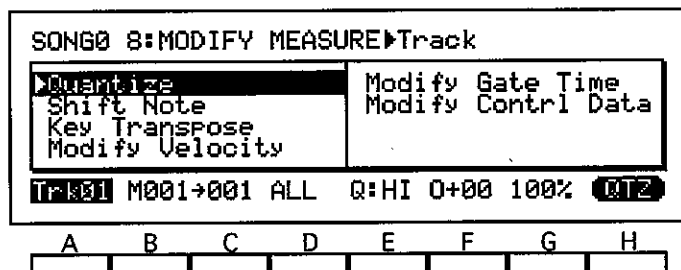 SONG0 8:MODIFY MEASURE▶Track
▶Quantize
Shift Note
Key Transpose
Modify Velocity
Modify Gate Time
Modify Contrl Data
Trk01 M001→001 ALL Q:HI O+00 100% QTZ
A B C D E F G H